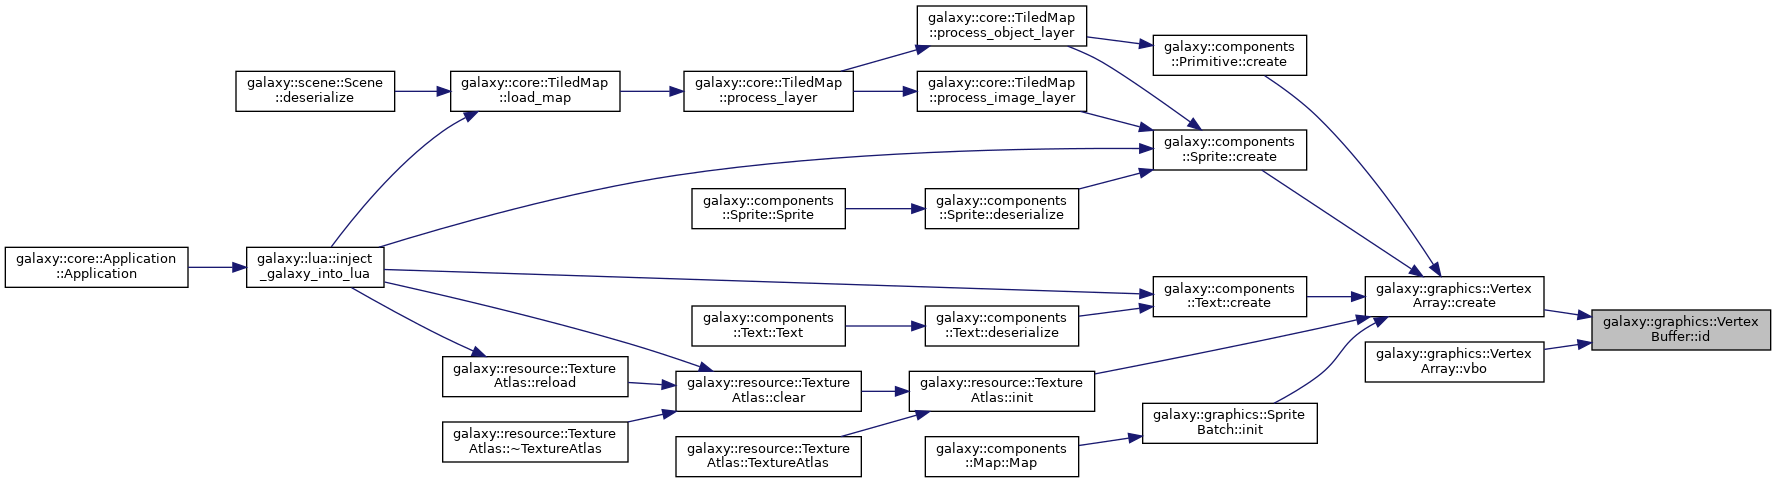 galaxy::core::TiledMap
::process_object_layer
galaxy::components
::Primitive::create
galaxy::scene::Scene
::deserialize
galaxy::core::TiledMap
::load_map
galaxy::core::TiledMap
::process_layer
galaxy::core::TiledMap
::process_image_layer
galaxy::components
::Sprite::create
galaxy::components
::Sprite::Sprite
galaxy::components
::Sprite::deserialize
galaxy::core::Application
::Application
galaxy::lua::inject
_galaxy_into_lua
galaxy::components
::Text::create
galaxy::graphics::Vertex
Array::create
galaxy::components
::Text::Text
galaxy::components
::Text::deserialize
galaxy::graphics::Vertex
Buffer::id
galaxy::graphics::Vertex
Array::vbo
galaxy::resource::Texture
Atlas::reload
galaxy::resource::Texture
Atlas::clear
galaxy::resource::Texture
Atlas::init
galaxy::graphics::Sprite
Batch::init
galaxy::resource::Texture
Atlas::~TextureAtlas
galaxy::resource::Texture
Atlas::TextureAtlas
galaxy::components
::Map::Map